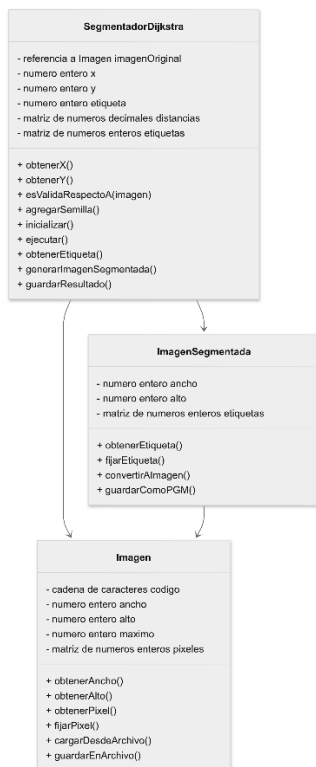 SegmentadorDijkstra
- referencia a Imagen imagenOriginal
- numero entero x
- numero entero y
- numero entero etiqueta
- matriz de numeros decimales distancias
- matriz de numeros enteros etiquetas
+ obtenerX()
+ obtenerY()
+ esValidaRespectoA(imagen)
+ agregarSemilla()
+ inicializar()
+ ejecutar()
+ obtenerEtiqueta()
+ generarImagenSegmentada()
+ guardarResultado()
ImagenSegmentada
- numero entero ancho
- numero entero alto
- matriz de numeros enteros etiquetas
+ obtenerEtiqueta()
+ fijarEtiqueta()
+ convertirAImagen()
+ guardarComoPGM()
Imagen
- cadena de caracteres codigo
- numero entero ancho
- numero entero alto
- numero entero maximo
- matriz de numeros enteros pixeles
+ obtenerAncho()
+ obtenerAlto()
+ obtenerPixel()
+ fijarPixel()
+ cargarDesdeArchivo()
+ guardarEnArchivo()